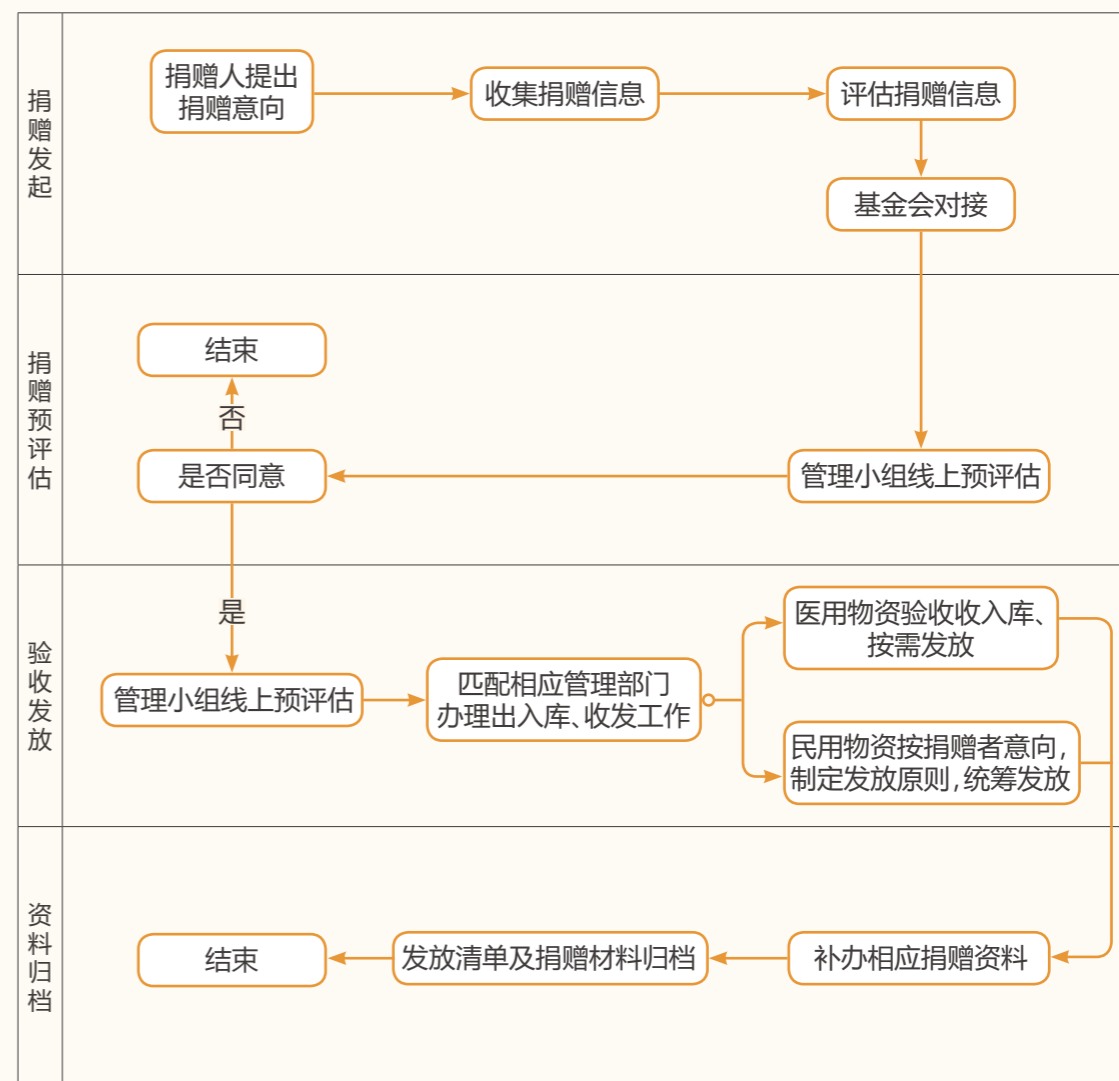 捐赠发起
捐赠人提出
捐赠意向
收集捐赠信息
评估捐赠信息
基金会对接
捐赠预评估
结束
否
是否同意
管理小组线上预评估
验收发放
是
管理小组线上预评估
匹配相应管理部门
办理出入库、收发工作
医用物资验收收入库、
按需发放
民用物资按捐赠者意向，
制定发放原则，统筹发放
资料归档
结束
发放清单及捐赠材料归档
补办相应捐赠资料